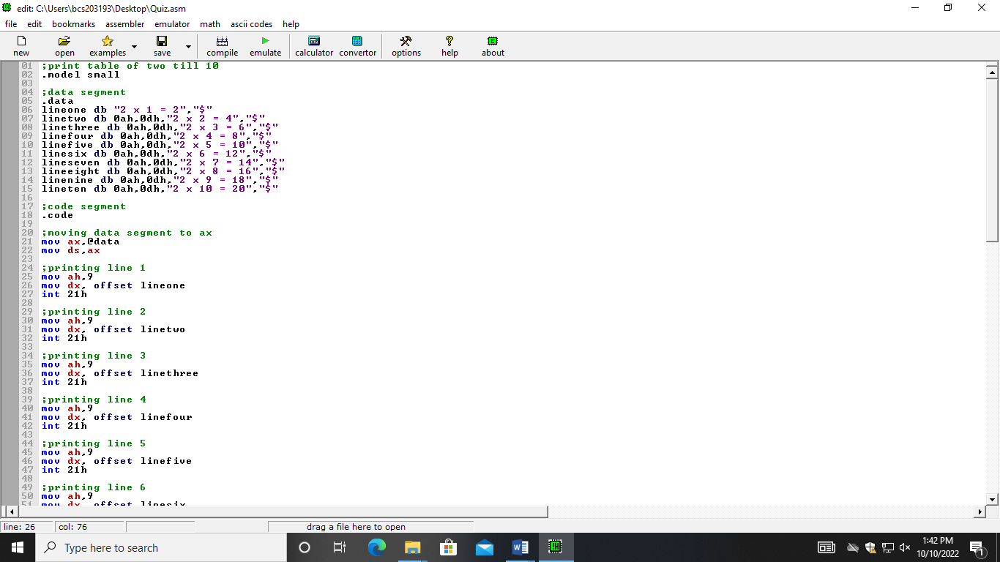 edit: C:\Users\bcs203193\Desktop\Quiz.asm
file edit bookmarks assembler emulator math ascii codes help
new open examples save compile emulate calculator convertor options help about
01 ;print table of two till 10
02 .model small
03
04 ;data segment
05 .data
06 lineone db "2 x 1 = 2","$"
07 linetwo db 0ah,0dh,"2 x 2 = 4","$"
08 linethree db 0ah,0dh,"2 x 3 = 6","$"
09 linefour db 0ah,0dh,"2 x 4 = 8","$"
10 linefive db 0ah,0dh,"2 x 5 = 10","$"
11 linesix db 0ah,0dh,"2 x 6 = 12","$"
12 lineseven db 0ah,0dh,"2 x 7 = 14","$"
13 lineeight db 0ah,0dh,"2 x 8 = 16","$"
14 linenine db 0ah,0dh,"2 x 9 = 18","$"
15 lineten db 0ah,0dh,"2 x 10 = 20","$"
16
17 ;code segment
18 .code
19
20 ;moving data segment to ax
21 mov ax,@data
22 mov ds,ax
23
24 ;printing line 1
25 mov ah,9
26 mov dx, offset lineone
27 int 21h
28
29 ;printing line 2
30 mov ah,9
31 mov dx, offset linetwo
32 int 21h
33
34 ;printing line 3
35 mov ah,9
36 mov dx, offset linethree
37 int 21h
38
39 ;printing line 4
40 mov ah,9
41 mov dx, offset linefour
42 int 21h
43
44 ;printing line 5
45 mov ah,9
46 mov dx, offset linefive
47 int 21h
48
49 ;printing line 6
50 mov ah,9
51 mov dx, offset linesix
line: 26 col: 76 drag a file here to open
Type here to search
1:42 PM
10/10/2022
1